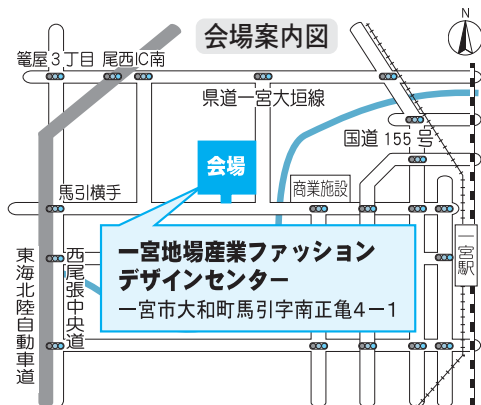 会場案内図
N
篭屋3丁目
尾西IC南
県道一宮大垣線
国道155号
会場
商業施設
馬引横手
一宮地場産業ファッション
デザインセンター
一宮市大和町馬引字南正亀4ー1
一宮駅
西尾張中央道
東海北陸自動車道